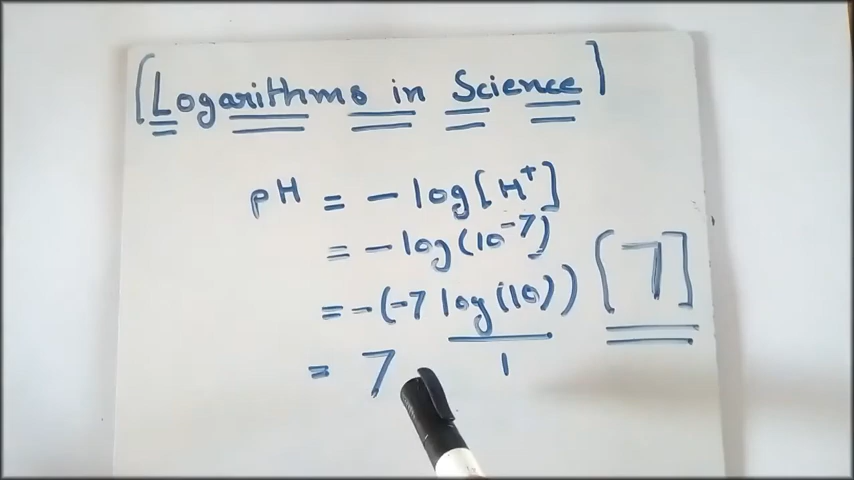 [Logarithms in Science]
pH = - log[H⁺]
= - log(10⁻⁷)
= -(-7 log(10)) [7]
1
= 7